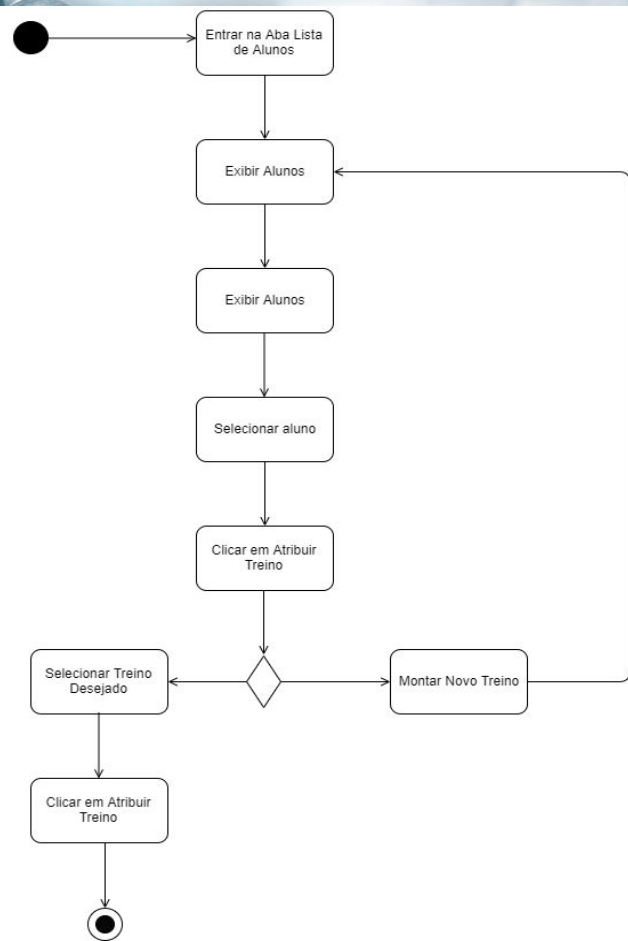 Entrar na Aba Lista
de Alunos
Exibir Alunos
Exibir Alunos
Selecionar aluno
Clicar em Atribuir
Treino
Selecionar Treino
Desejado
Montar Novo Treino
Clicar em Atribuir
Treino